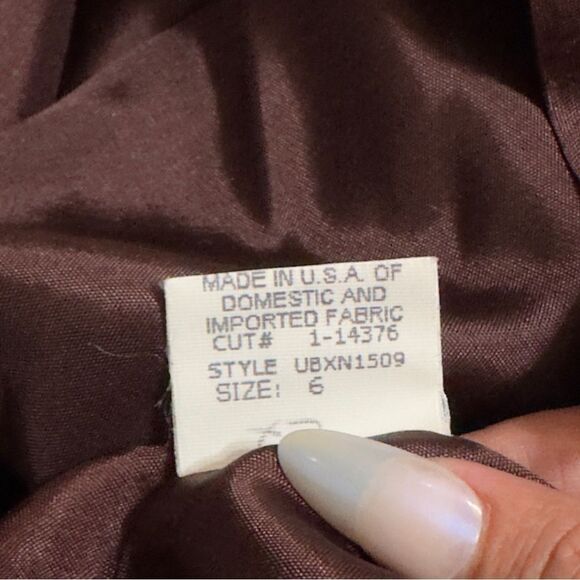 MADE IN U.S.A. OF
DOMESTIC AND
IMPORTED FABRIC
CUT# 1-14376
STYLE UBXN1509
SIZE: 6